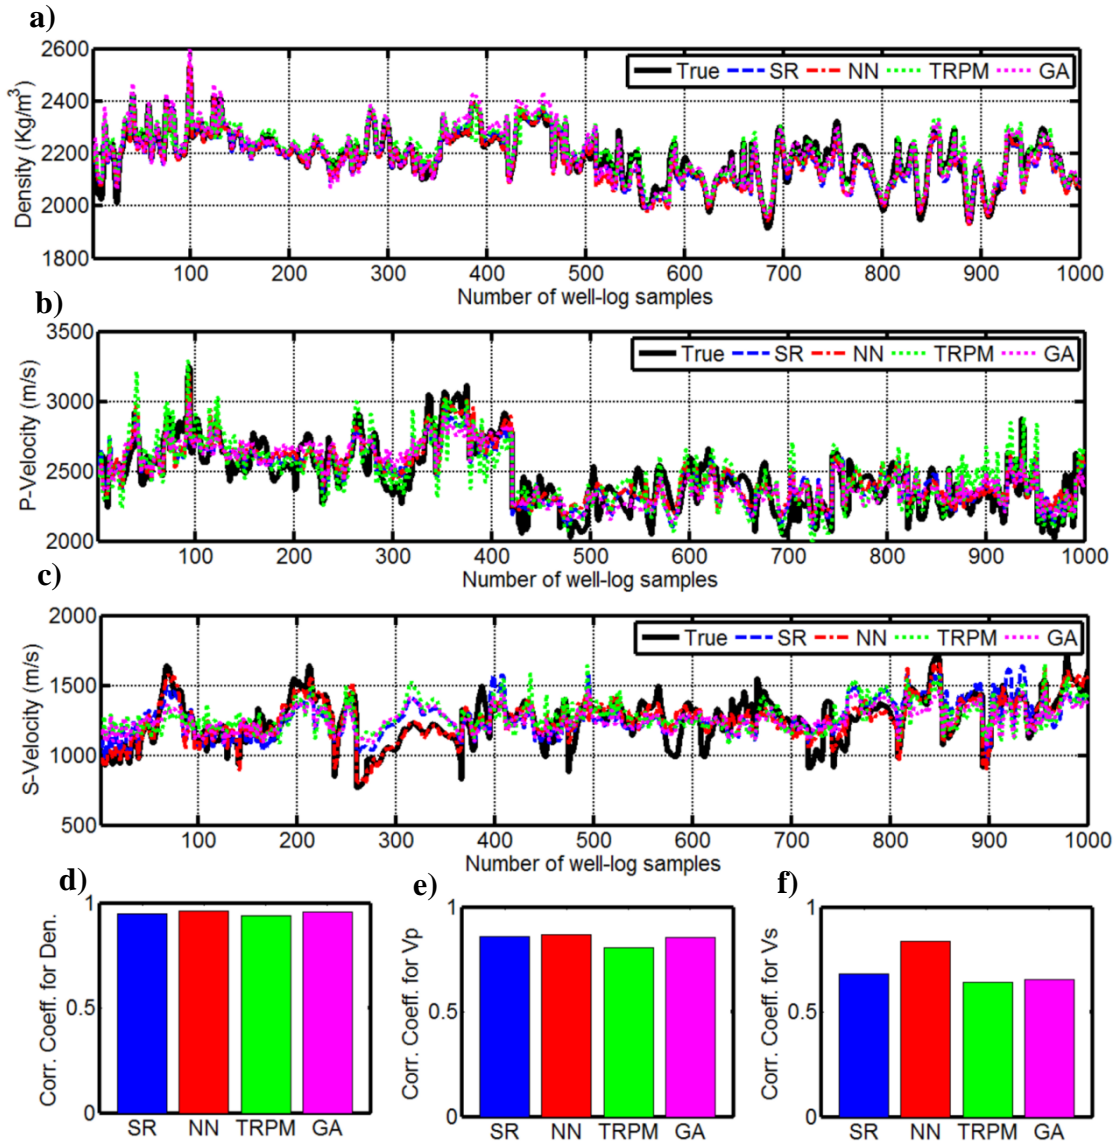 a)
2600
2400
2200
2000
1800
Density (Kg/m³)
True SR NN TRPM GA
100 200 300 400 500 600 700 800 900 1000
Number of well-log samples
b)
3500
3000
2500
2000
P-Velocity (m/s)
True SR NN TRPM GA
100 200 300 400 500 600 700 800 900 1000
Number of well-log samples
c)
2000
1500
1000
500
S-Velocity (m/s)
True SR NN TRPM GA
100 200 300 400 500 600 700 800 900 1000
Number of well-log samples
d)
1
0.5
0
Corr. Coeff. for Den.
SR NN TRPM GA
e)
1
0.5
0
Corr. Coeff. for Vp
SR NN TRPM GA
f)
1
0.5
0
Corr. Coeff. for Vs
SR NN TRPM GA